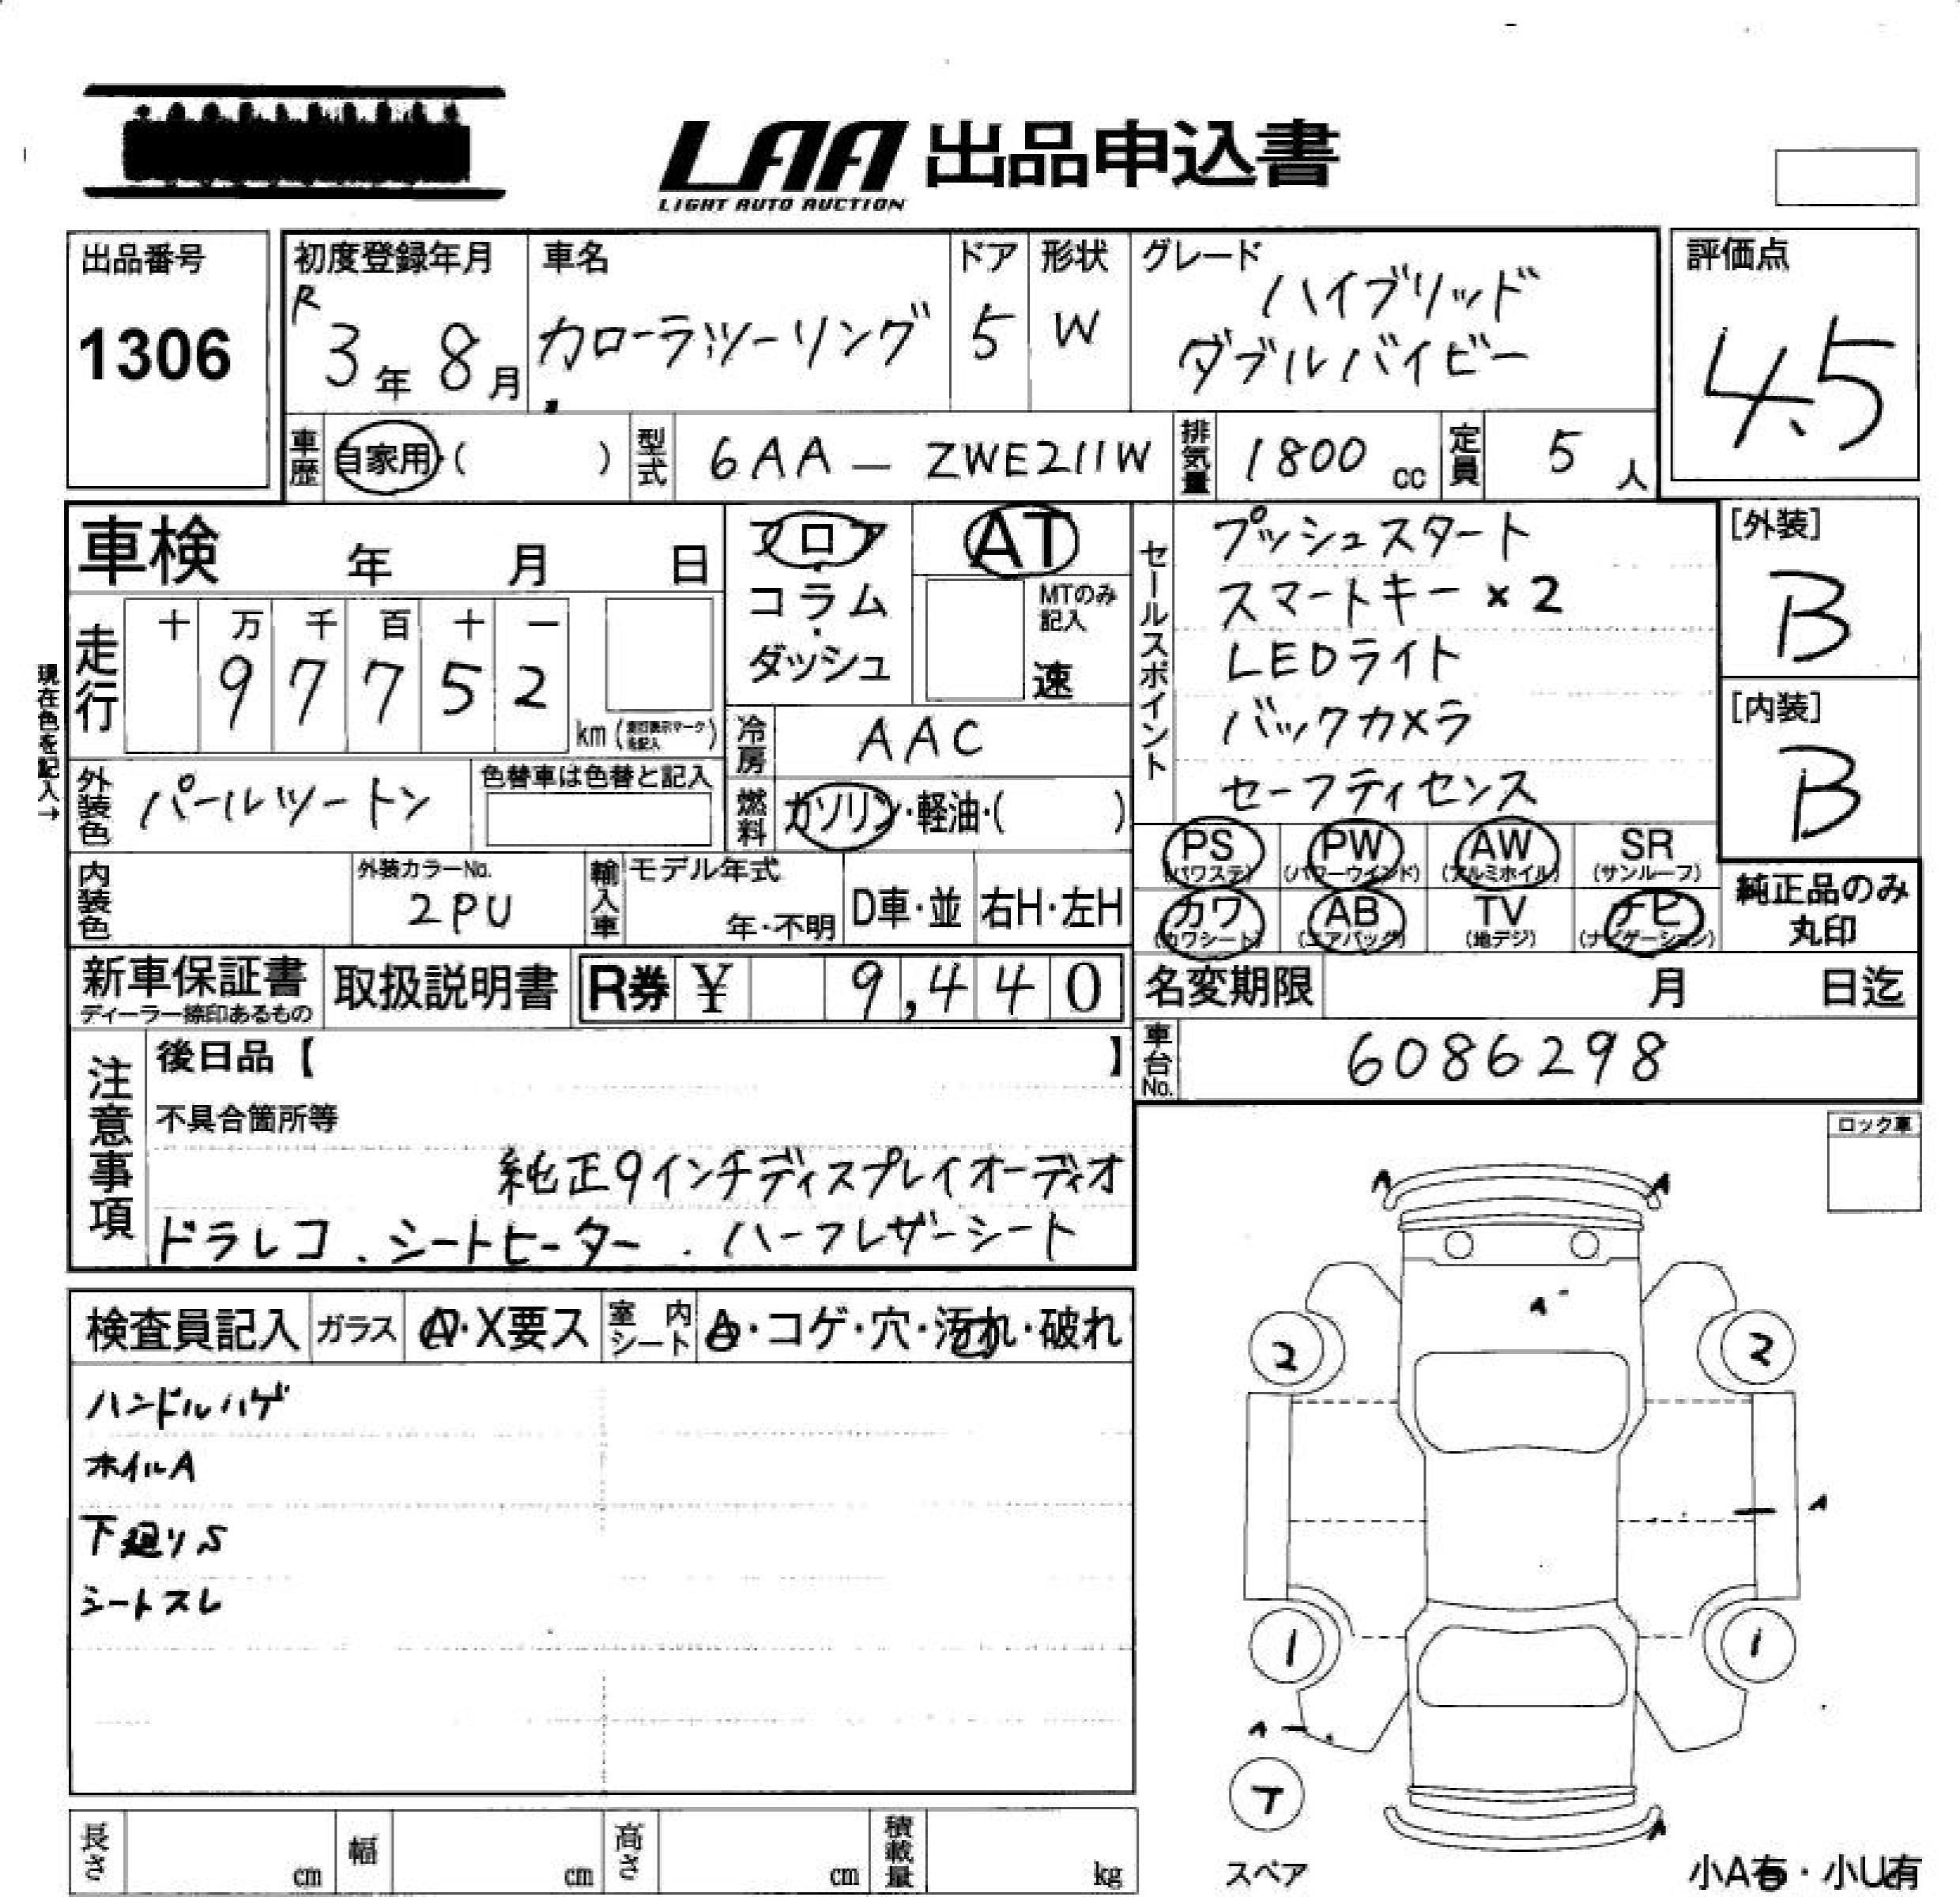 LAA 出品申込書
LIGHT AUTO AUCTION
出品番号
1306
初度登録年月
R 3年 8月
車名
カローラツーリング
ドア
5
形状
W
グレード
ハイブリッド
ダブルバイビー
評価点
4.5
車歴 自家用・( )
型式 6AA － ZWE211W
排気量 1800 cc
定員 5 人
車検 年 月 日
現在色を記入→
走行
十 万 千 百 十 一
9 7 7 5 2
km
フロア・コラム・ダッシュ
AT
MTのみ記入
速
冷房 AAC
燃料 ガソリン・軽油・( )
外装色 パールツートン
色替車は色替と記入
内装色
外装カラーNo.
2PU
輸入車
モデル年式
年・不明
D車・並
右H・左H
セールスポイント
プッシュスタート
スマートキー×2
LEDライト
バックカメラ
セーフティセンス
[外装]
B
[内装]
B
PS (パワステ) PW (パワーウインド) AW (アルミホイル) SR (サンルーフ)
カワ (カワシート) AB (エアバッグ) TV (地デジ) ナビ (ナビゲーション)
純正品のみ
丸印
新車保証書
ディーラー捺印あるもの
取扱説明書
R券 ¥ 9,440
名変期限 月 日迄
車台No. 6086298
注意事項
後日品【 】
不具合箇所等
純正9インチディスプレイオーディオ
ドラレコ、シートヒーター、ハーフレザーシート
ロック車
検査員記入 ガラス A・X要ス 室内シート A・コゲ・穴・汚れ・破れ
ハンドルハゲ
ホイルA
下廻りS
シートスレ
A A
A
2 2
A
1 1
A
T
A
スペア
小A有・小U有
長さ cm 幅 cm 高さ cm 積載量 kg